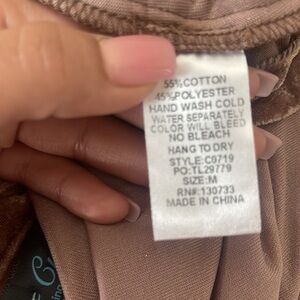 55% COTTON
45% POLYESTER
HAND WASH COLD
WATER SEPARATELY
COLOR WILL BLEED
NO BLEACH
HANG TO DRY
STYLE: C0719
PO: TL29779
SIZE: M
RN#: 130733
MADE IN CHINA